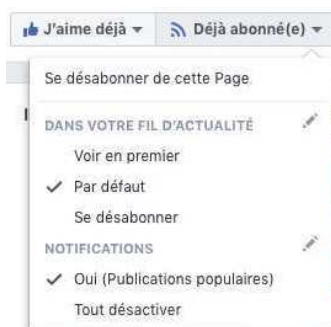 J'aime déjà Déjà abonné(e)
Se désabonner de cette Page
DANS VOTRE FIL D'ACTUALITÉ
Voir en premier
Par défaut
Se désabonner
NOTIFICATIONS
Oui (Publications populaires)
Tout désactiver